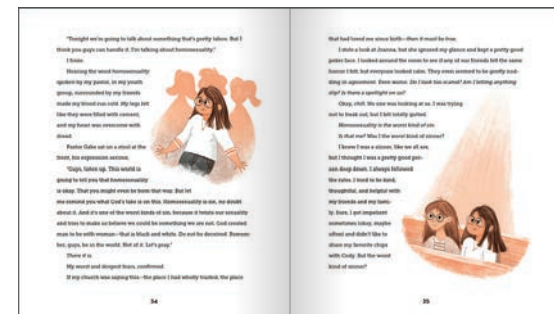 "Tonight we're going to talk about something that's pretty taboo. But I
think you guys can handle it. I'm talking about homosexuality."
I froze.
Hearing the word homosexuality
spoken by my pastor, in my youth
group, surrounded by my friends
made my blood run cold. My legs felt
like they were filled with cement,
and my heart was overcome with
dread.
Pastor Gabe sat on a stool at the
front, his expression serious.
"Guys, listen up. This world is
going to tell you that homosexuality
is okay. That you might even be born that way. But let
me remind you what God's take is on this. Homosexuality is sin, no doubt
about it. And it's one of the worst kinds of sin, because it twists our sexuality
and tries to make us believe we could be something we are not. God created
man to be with woman—that is black and white. Do not be deceived. Remem-
ber, guys, be in the world. Not of it. Let's pray."
There it is.
My worst and deepest fears, confirmed.
If my church was saying this—the place I had wholly trusted, the place
34
that had loved me since birth—then it must be true.
I stole a look at Joanna, but she ignored my glance and kept a pretty good
poker face. I looked around the room to see if any of our friends felt the same
horror I felt, but everyone looked calm. They even seemed to be gently nod-
ding in agreement. Even worse. Do I look too scared? Am I letting anything
slip? Is there a spotlight on us?
Okay, chill. No one was looking at us. I was trying
not to freak out, but I felt totally gutted.
Homosexuality is the worst kind of sin.
Is that me? Was I the worst kind of sinner?
I knew I was a sinner, like we all are,
but I thought I was a pretty good per-
son deep down. I always followed
the rules. I tried to be kind,
thoughtful, and helpful with
my friends and my fami-
ly. Sure, I got impatient
sometimes (okay, maybe
often) and didn't like to
share my favorite chips
with Cody. But the worst
kind of sinner?
35